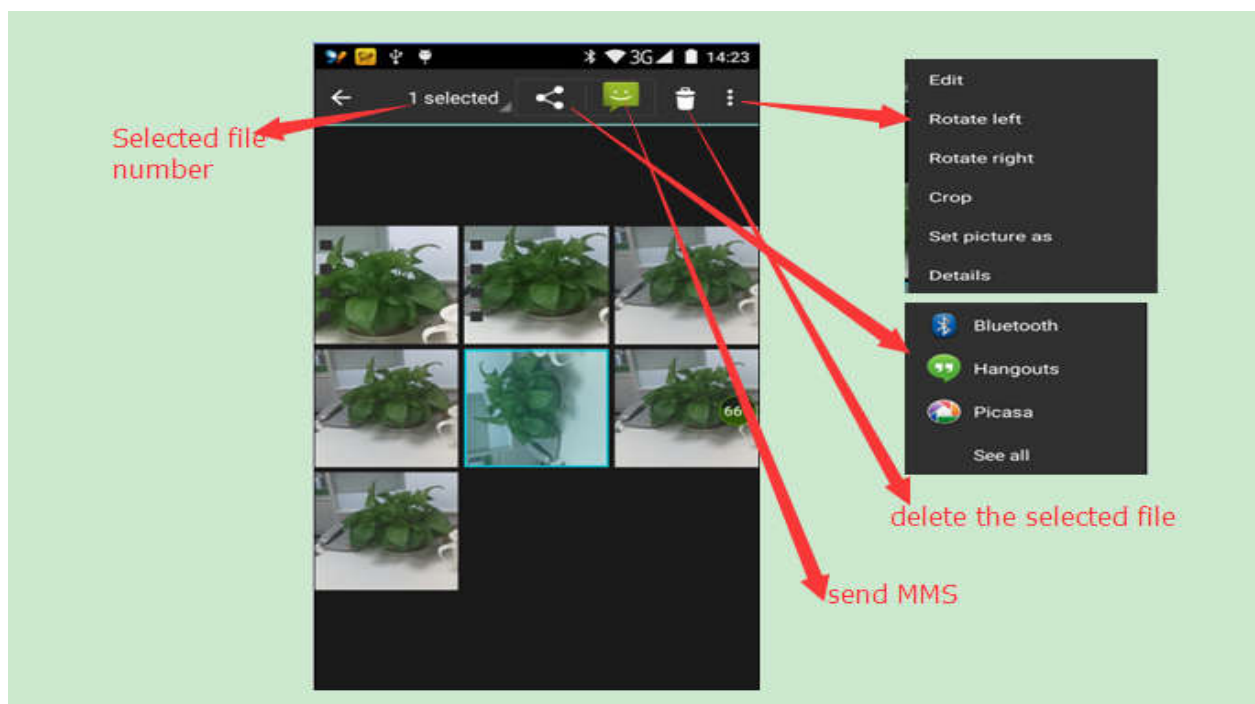 3G 14:23
1 selected
Selected file
number
66
Edit
Rotate left
Rotate right
Crop
Set picture as
Details
Bluetooth
Hangouts
Picasa
See all
delete the selected file
send MMS